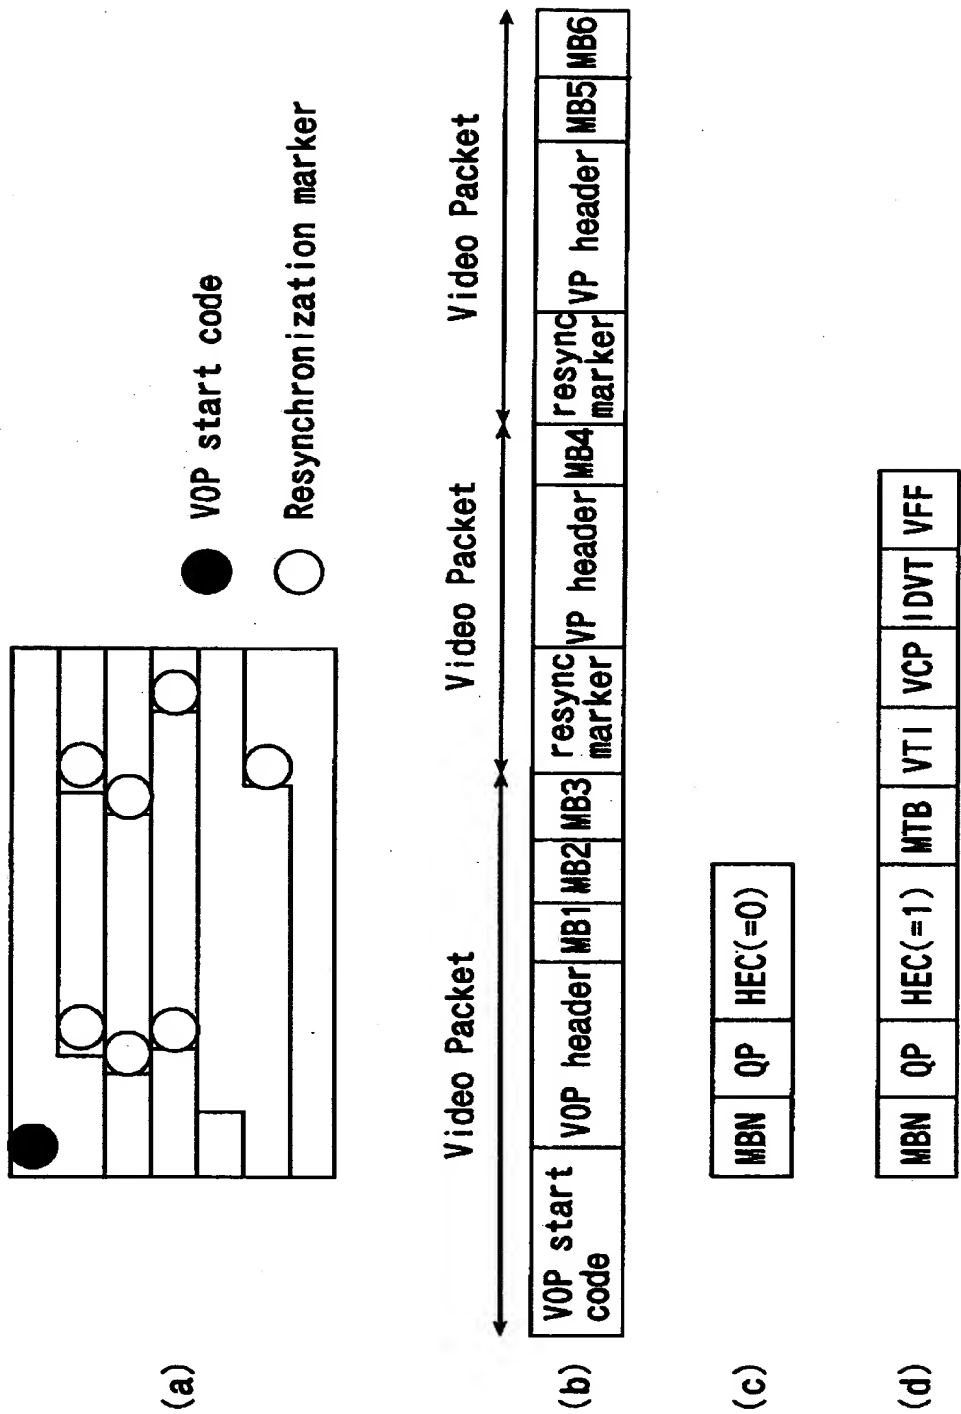 (a)
VOP start code
Resynchronization marker
(b)
Video Packet
Video Packet
Video Packet
VOP start code
VOP header
MB1
MB2
MB3
resync marker
VP header
MB4
resync marker
VP header
MB5
MB6
(c)
MBN
QP
HEC(=0)
(d)
MBN
QP
HEC(=1)
MTB
VTI
VCP
IDVT
VFF